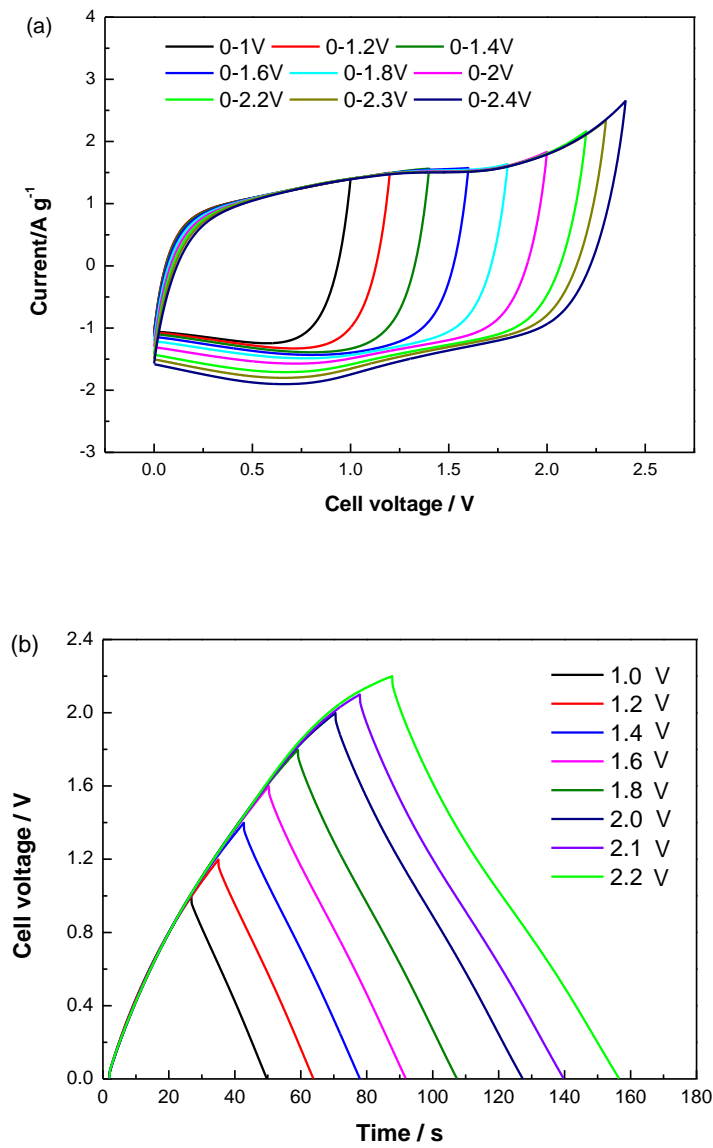 (a)
4
3
2
1
0
-1
-2
-3
Current/A g-1
0-1V 0-1.2V 0-1.4V
0-1.6V 0-1.8V 0-2V
0-2.2V 0-2.3V 0-2.4V
0.0 0.5 1.0 1.5 2.0 2.5
Cell voltage / V
(b)
2.4
2.0
1.6
1.2
0.8
0.4
0.0
Cell voltage / V
1.0 V
1.2 V
1.4 V
1.6 V
1.8 V
2.0 V
2.1 V
2.2 V
0 20 40 60 80 100 120 140 160 180
Time / s